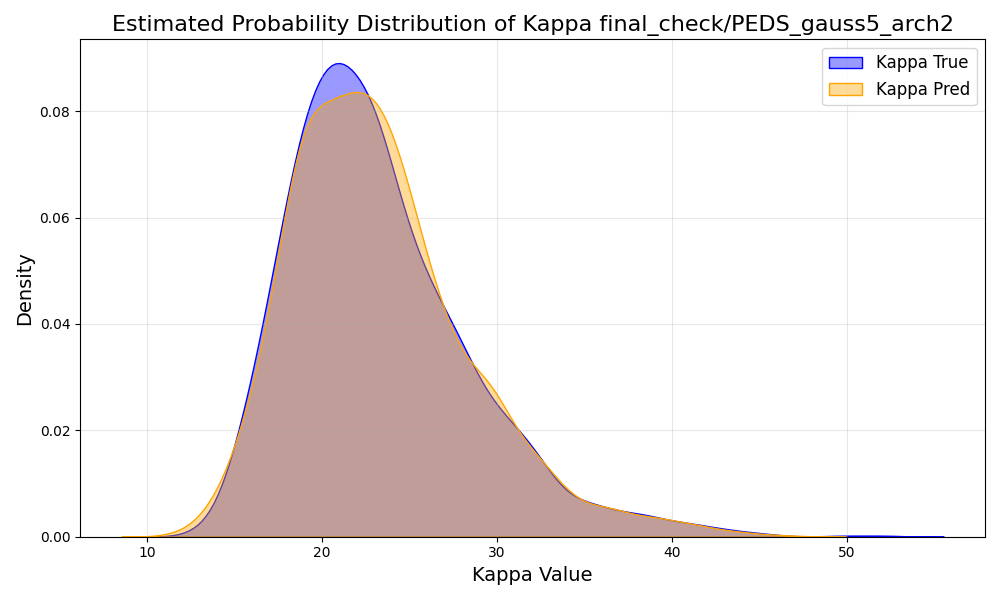 Estimated Probability Distribution of Kappa final_check/PEDS_gauss5_arch2
Kappa True
Kappa Pred
Density
0.08
0.06
0.04
0.02
0.00
10 20 30 40 50
Kappa Value